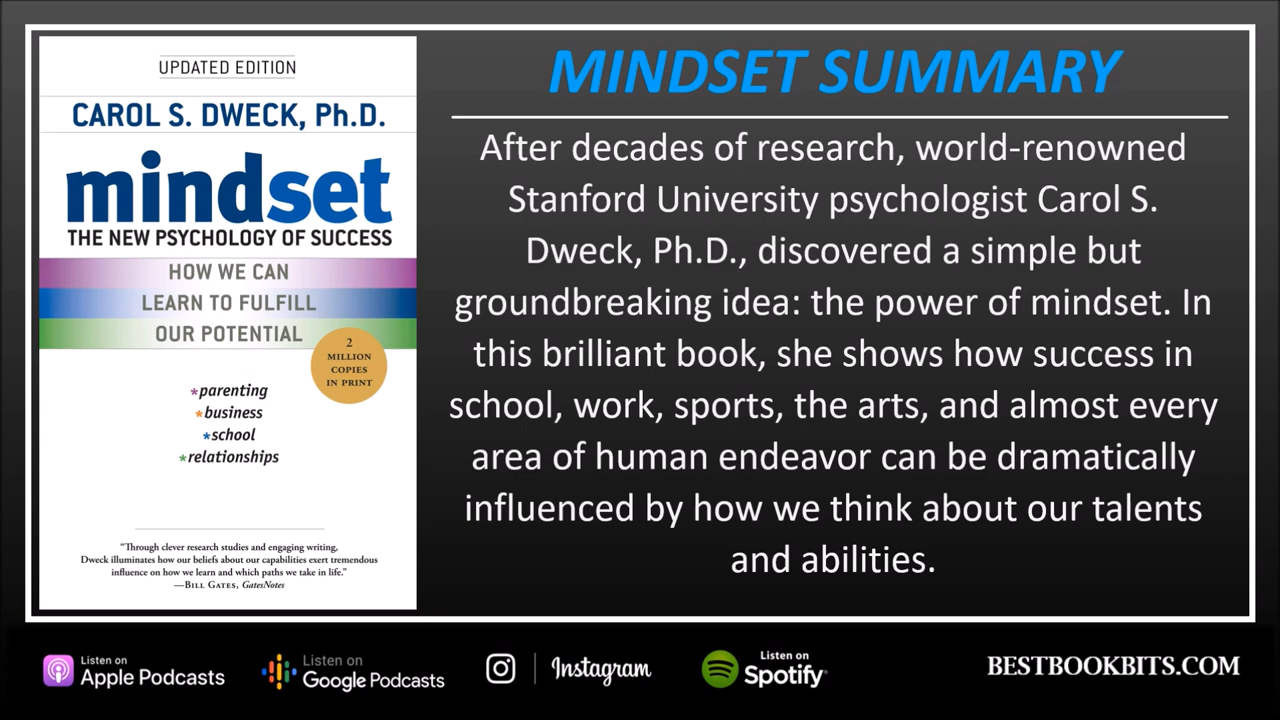 UPDATED EDITION
CAROL S. DWECK, Ph.D.
mindset
THE NEW PSYCHOLOGY OF SUCCESS
HOW WE CAN
LEARN TO FULFILL
OUR POTENTIAL
2
MILLION
COPIES
IN PRINT
*parenting
*business
*school
*relationships
“Through clever research studies and engaging writing,
Dweck illuminates how our beliefs about our capabilities exert tremendous
influence on how we learn and which paths we take in life.”
—BILL GATES, GatesNotes
MINDSET SUMMARY
After decades of research, world-renowned
Stanford University psychologist Carol S.
Dweck, Ph.D., discovered a simple but
groundbreaking idea: the power of mindset. In
this brilliant book, she shows how success in
school, work, sports, the arts, and almost every
area of human endeavor can be dramatically
influenced by how we think about our talents
and abilities.
Listen on
Apple Podcasts
Listen on
Google Podcasts
Instagram
Listen on
Spotify
BESTBOOKBITS.COM